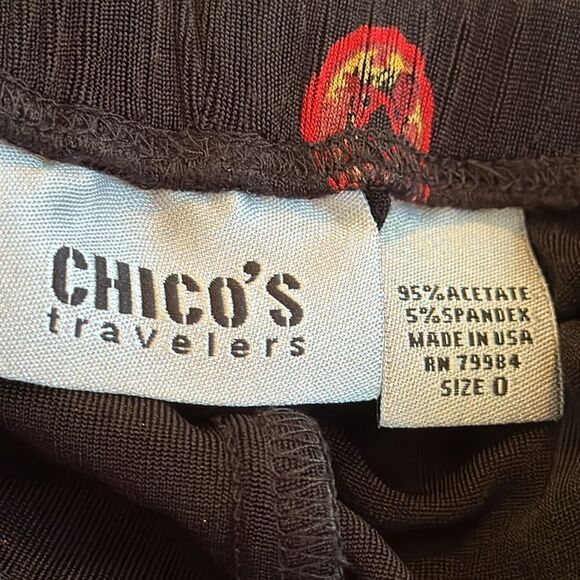 CHICO'S
travelers
95% ACETATE
5% SPANDEX
MADE IN USA
RN 79984
SIZE 0